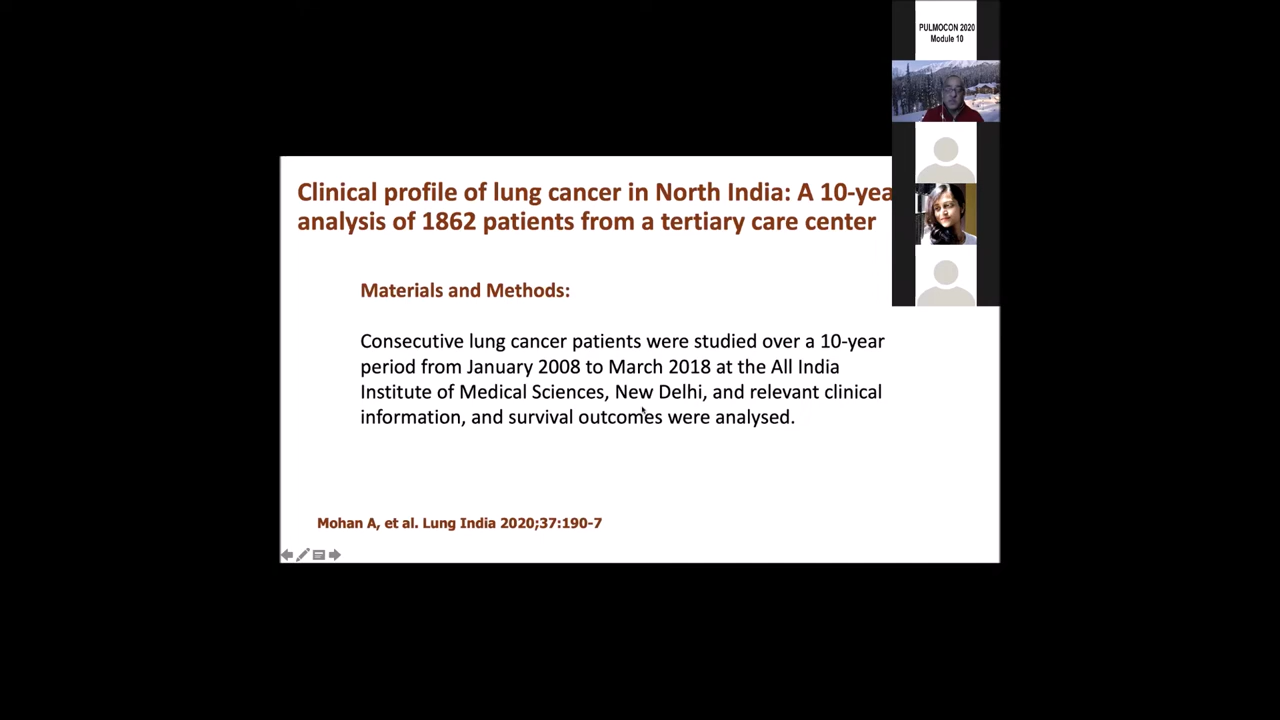 PULMOCON 2020
Module 10
Clinical profile of lung cancer in North India: A 10-yea
analysis of 1862 patients from a tertiary care center
Materials and Methods:
Consecutive lung cancer patients were studied over a 10-year
period from January 2008 to March 2018 at the All India
Institute of Medical Sciences, New Delhi, and relevant clinical
information, and survival outcomes were analysed.
Mohan A, et al. Lung India 2020;37:190-7